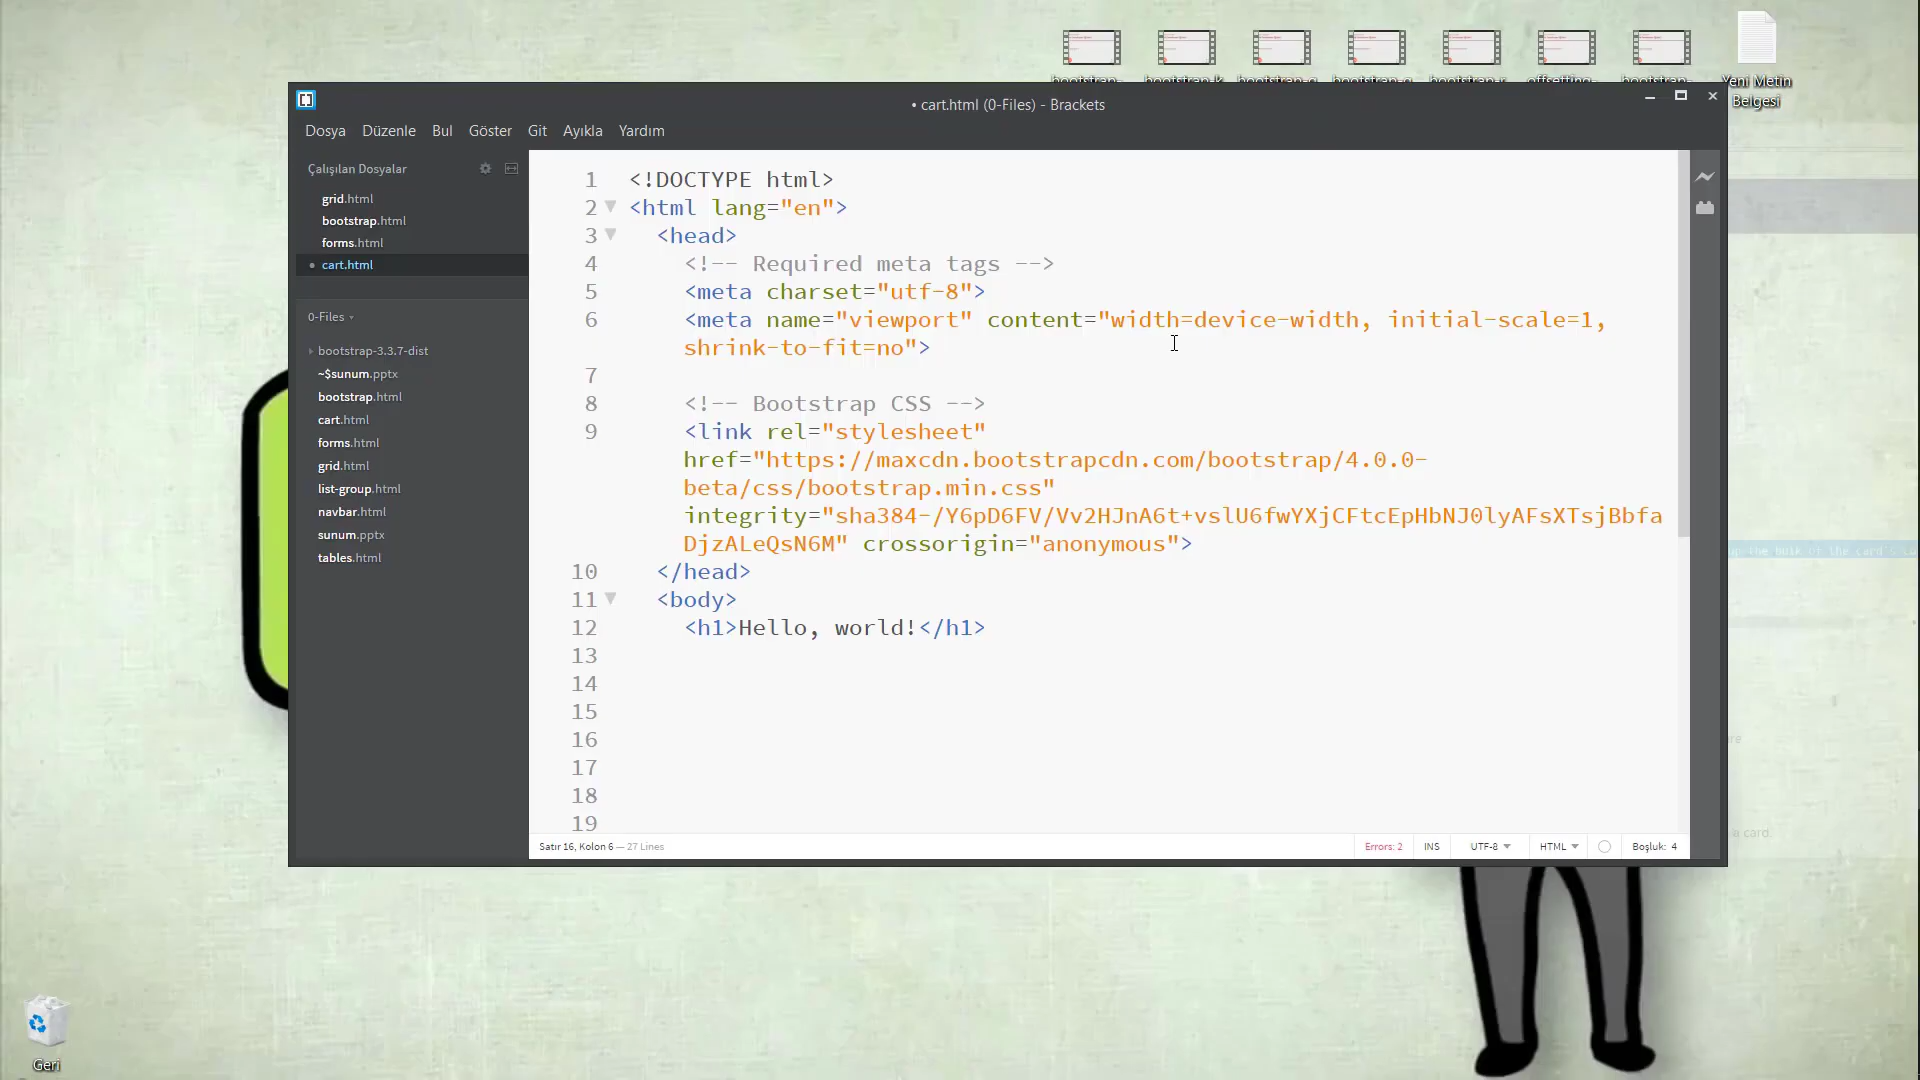 Yeni Metin
Belgesi
• cart.html (0-Files) - Brackets
Dosya Düzenle Bul Göster Git Ayıkla Yardım
Çalışılan Dosyalar
grid.html
bootstrap.html
forms.html
• cart.html
0-Files
bootstrap-3.3.7-dist
~$sunum.pptx
bootstrap.html
cart.html
forms.html
grid.html
list-group.html
navbar.html
sunum.pptx
tables.html
1 <!DOCTYPE html>
2 <html lang="en">
3 <head>
4 <!-- Required meta tags -->
5 <meta charset="utf-8">
6 <meta name="viewport" content="width=device-width, initial-scale=1,
shrink-to-fit=no">
7
8 <!-- Bootstrap CSS -->
9 <link rel="stylesheet"
href="https://maxcdn.bootstrapcdn.com/bootstrap/4.0.0-
beta/css/bootstrap.min.css"
integrity="sha384-/Y6pD6FV/Vv2HJnA6t+vslU6fwYXjCFtcEpHbNJ0lyAFsXTsjBbfa
DjzALeQsN6M" crossorigin="anonymous">
10 </head>
11 <body>
12 <h1>Hello, world!</h1>
13
14
15
16
17
18
19
Satır 16, Kolon 6 — 27 Lines
Errors: 2 INS UTF-8 HTML Boşluk: 4
up the bulk of the card's
a card
Geri